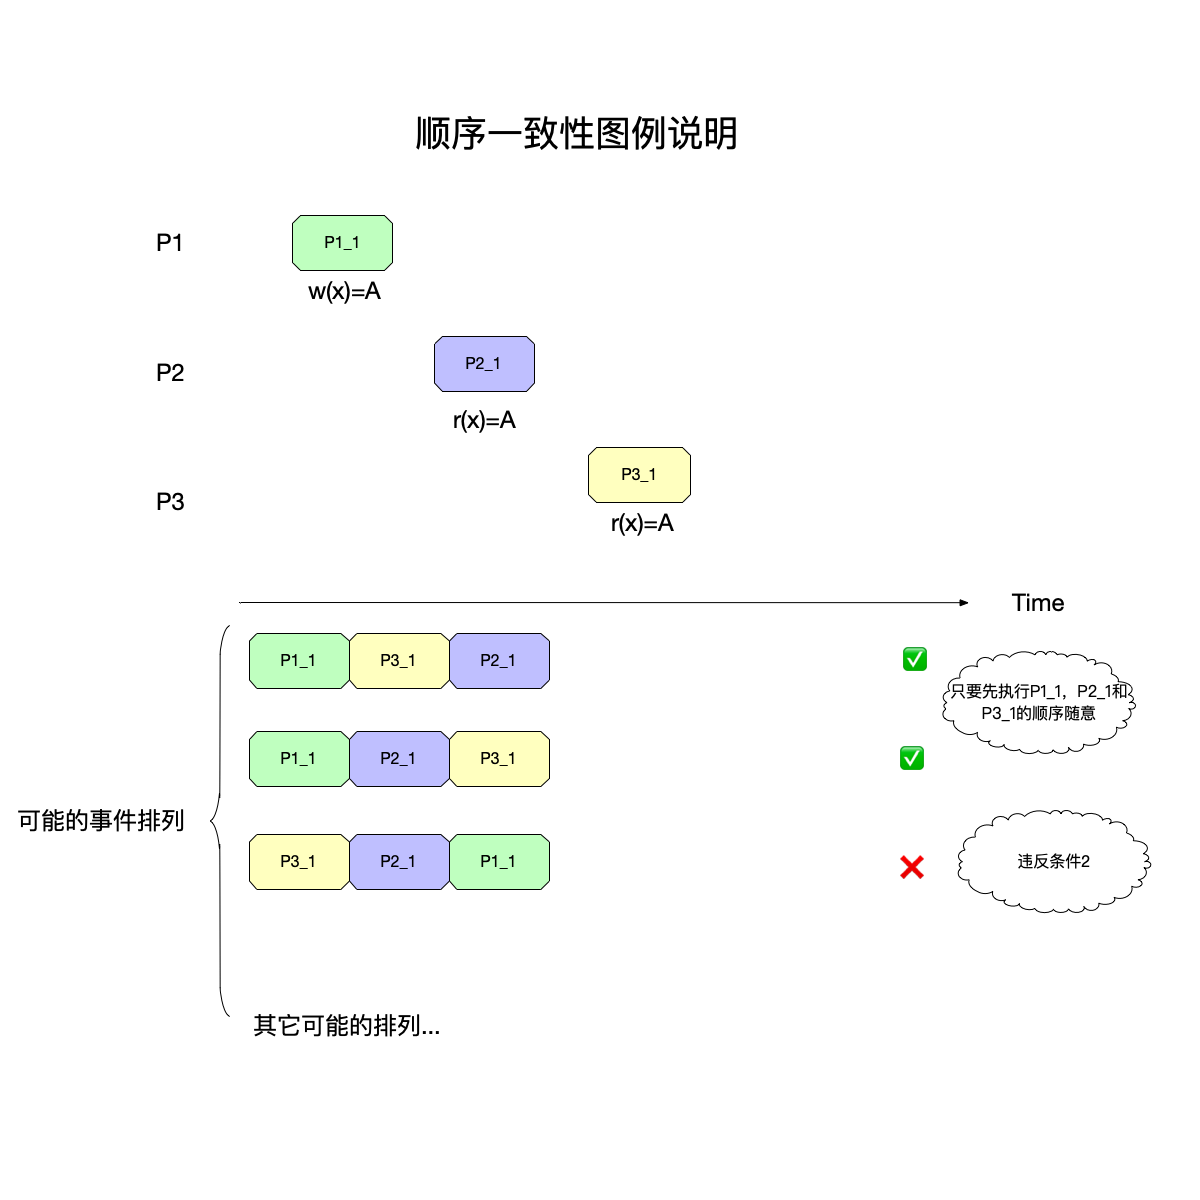 顺序一致性图例说明
P1
P1_1
w(x)=A
P2
P2_1
r(x)=A
P3
P3_1
r(x)=A
Time
可能的事件排列
P1_1 P3_1 P2_1
只要先执行P1_1，P2_1和
P3_1的顺序随意
P1_1 P2_1 P3_1
P3_1 P2_1 P1_1
违反条件2
其它可能的排列...